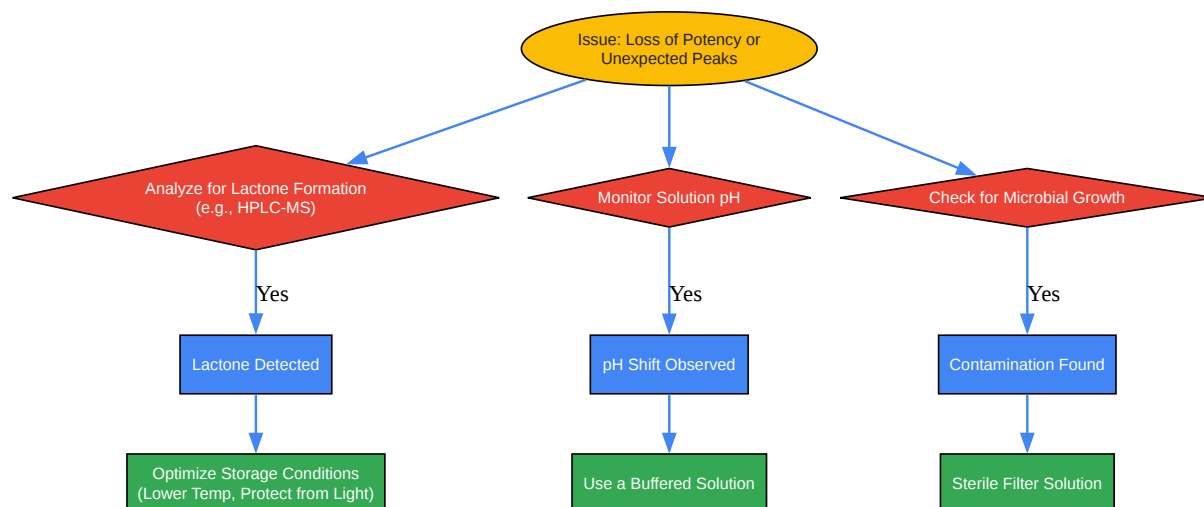 Issue: Loss of Potency or
Unexpected Peaks
Analyze for Lactone Formation
(e.g., HPLC-MS)
Monitor Solution pH
Check for Microbial Growth
Yes
Yes
Yes
Lactone Detected
pH Shift Observed
Contamination Found
Optimize Storage Conditions
(Lower Temp, Protect from Light)
Use a Buffered Solution
Sterile Filter Solution